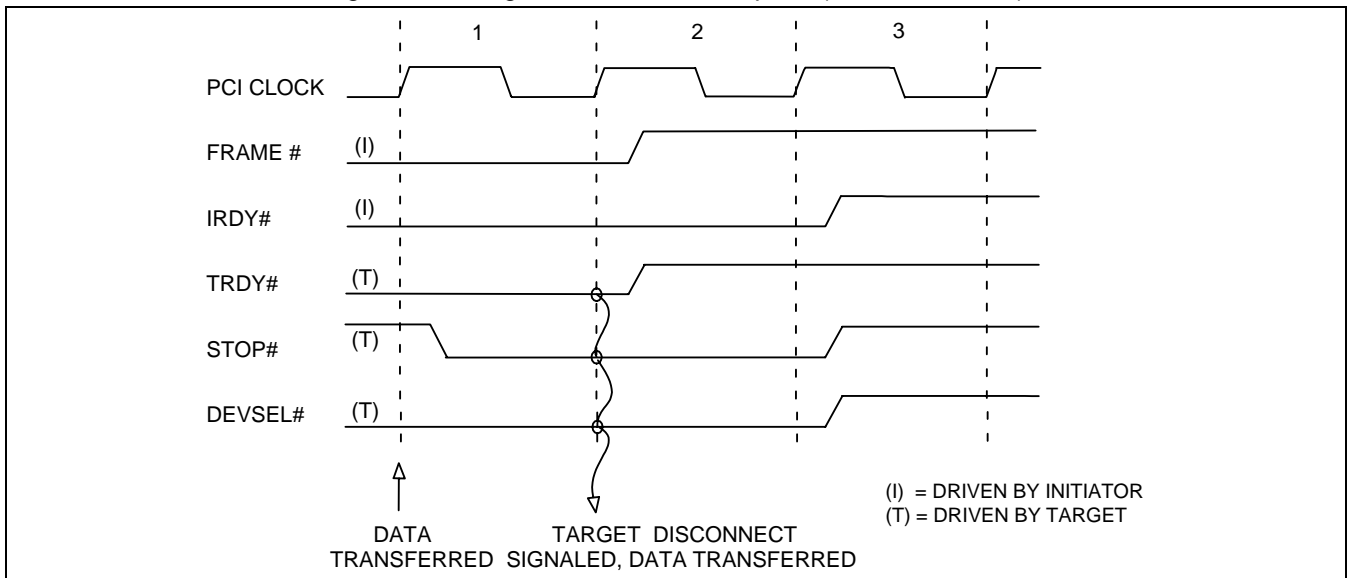 1 2 3
PCI CLOCK
FRAME # (I)
IRDY# (I)
TRDY# (T)
STOP# (T)
DEVSEL# (T)
(I) = DRIVEN BY INITIATOR
(T) = DRIVEN BY TARGET
DATA
TRANSFERRED
TARGET DISCONNECT
SIGNALED, DATA TRANSFERRED